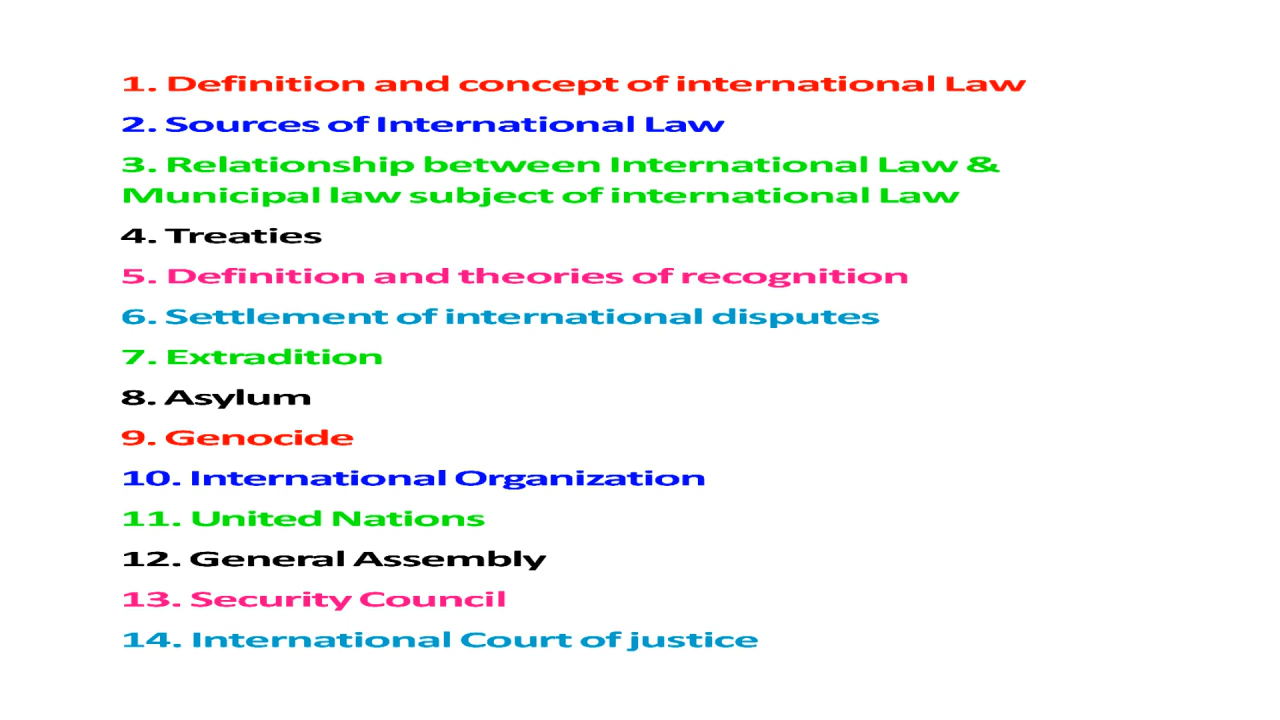 1. Definition and concept of international Law
2. Sources of International Law
3. Relationship between International Law &
Municipal law subject of international Law
4. Treaties
5. Definition and theories of recognition
6. Settlement of international disputes
7. Extradition
8. Asylum
9. Genocide
10. International Organization
11. United Nations
12. General Assembly
13. Security Council
14. International Court of justice